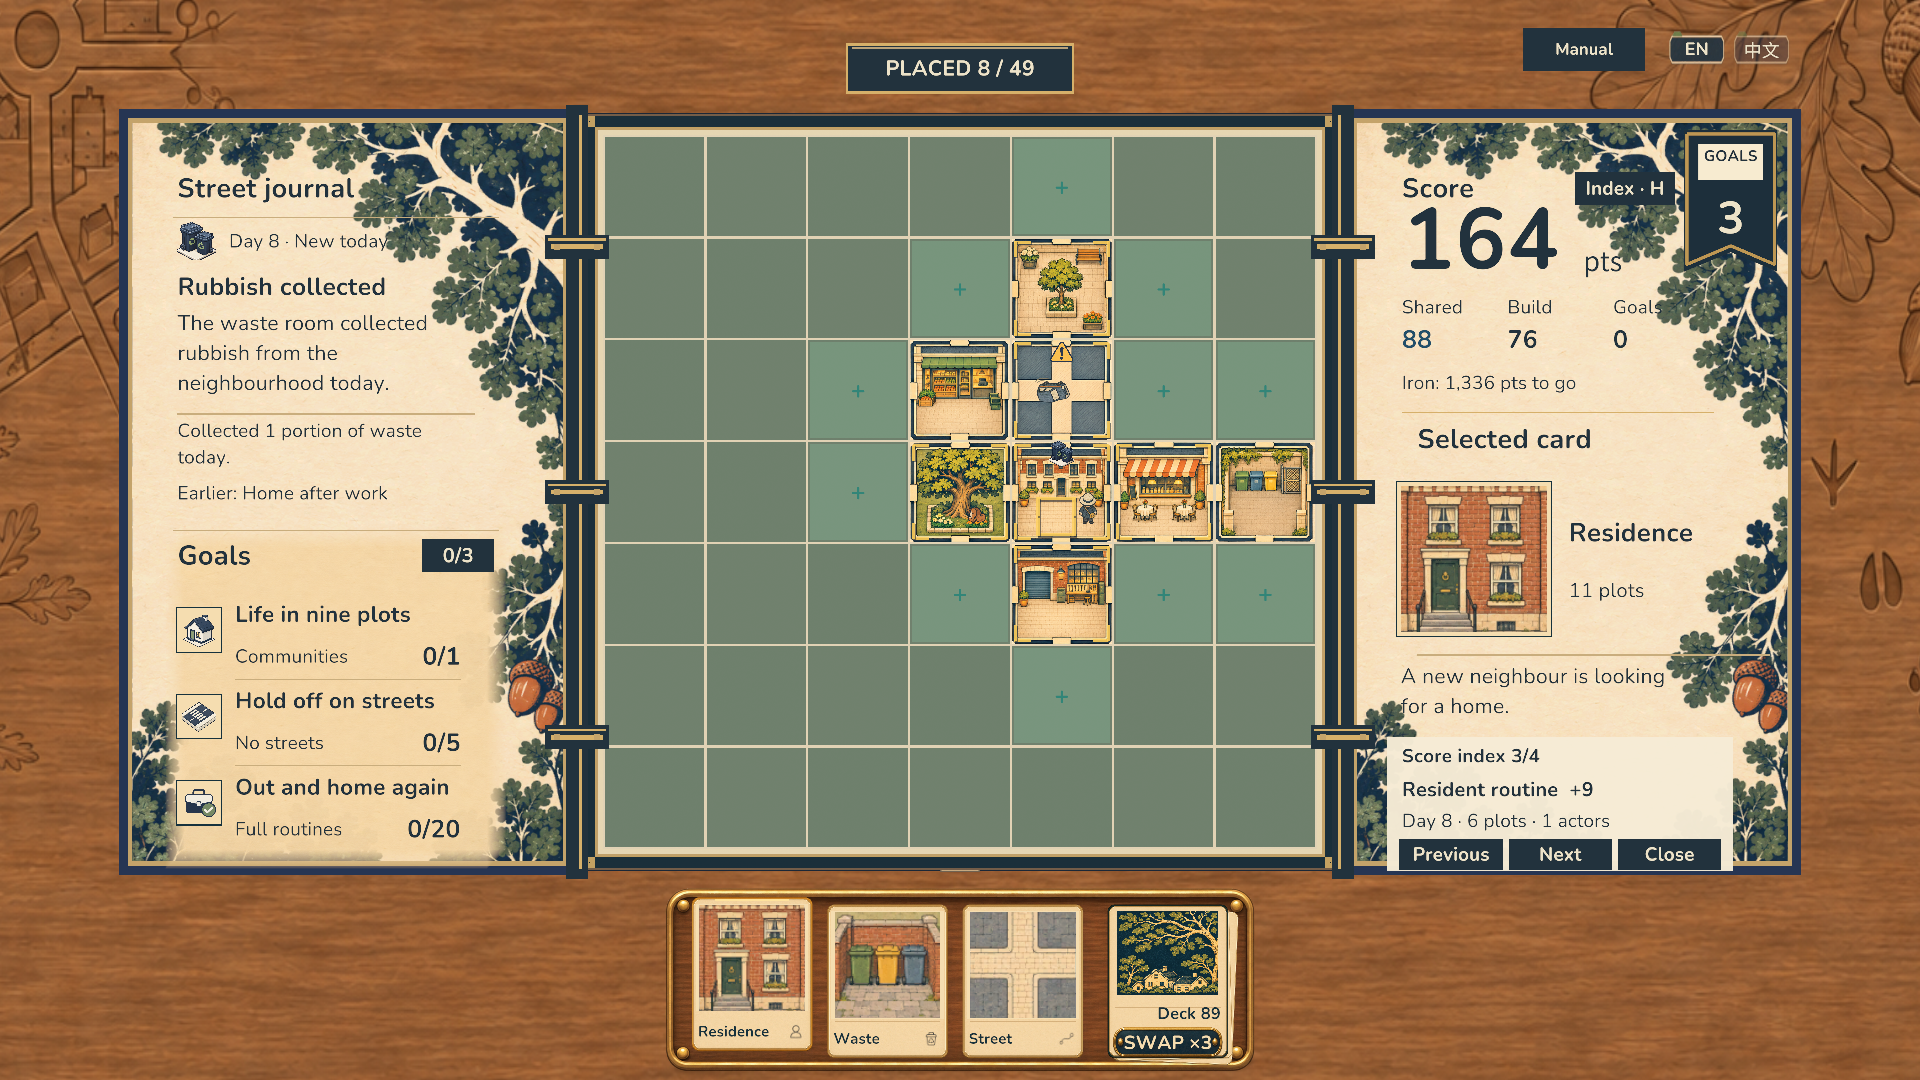 PLACED 8 / 49
Manual
EN
中文
Street journal
Day 8 · New today
Rubbish collected
The waste room collected
rubbish from the
neighbourhood today.
Collected 1 portion of waste
today.
Earlier: Home after work
Goals
0/3
Life in nine plots
Communities 0/1
Hold off on streets
No streets 0/5
Out and home again
Full routines 0/20
Score
Index · H
GOALS
3
164 pts
Shared Build Goals
88 76 0
Iron: 1,336 pts to go
Selected card
Residence
11 plots
A new neighbour is looking
for a home.
Score index 3/4
Resident routine +9
Day 8 · 6 plots · 1 actors
Previous Next Close
Residence
Waste
Street
Deck 89
SWAP ×3